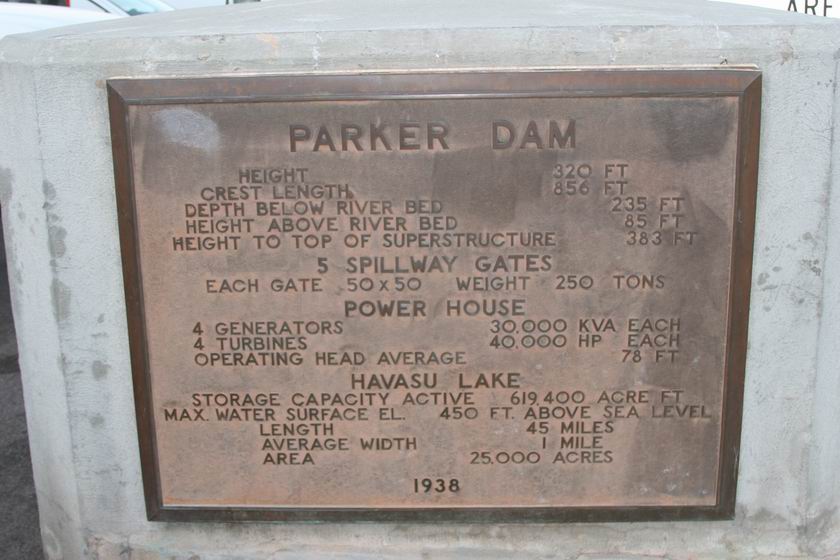 ARE
PARKER DAM
HEIGHT 320 FT
CREST LENGTH 856 FT
DEPTH BELOW RIVER BED 235 FT
HEIGHT ABOVE RIVER BED 85 FT
HEIGHT TO TOP OF SUPERSTRUCTURE 383 FT
5 SPILLWAY GATES
EACH GATE 50 x 50 WEIGHT 250 TONS
POWER HOUSE
4 GENERATORS 30,000 KVA EACH
4 TURBINES 40,000 HP EACH
OPERATING HEAD AVERAGE 78 FT
HAVASU LAKE
STORAGE CAPACITY ACTIVE 619,400 ACRE FT
MAX. WATER SURFACE EL. 450 FT. ABOVE SEA LEVEL
LENGTH 45 MILES
AVERAGE WIDTH 1 MILE
AREA 25,000 ACRES
1938